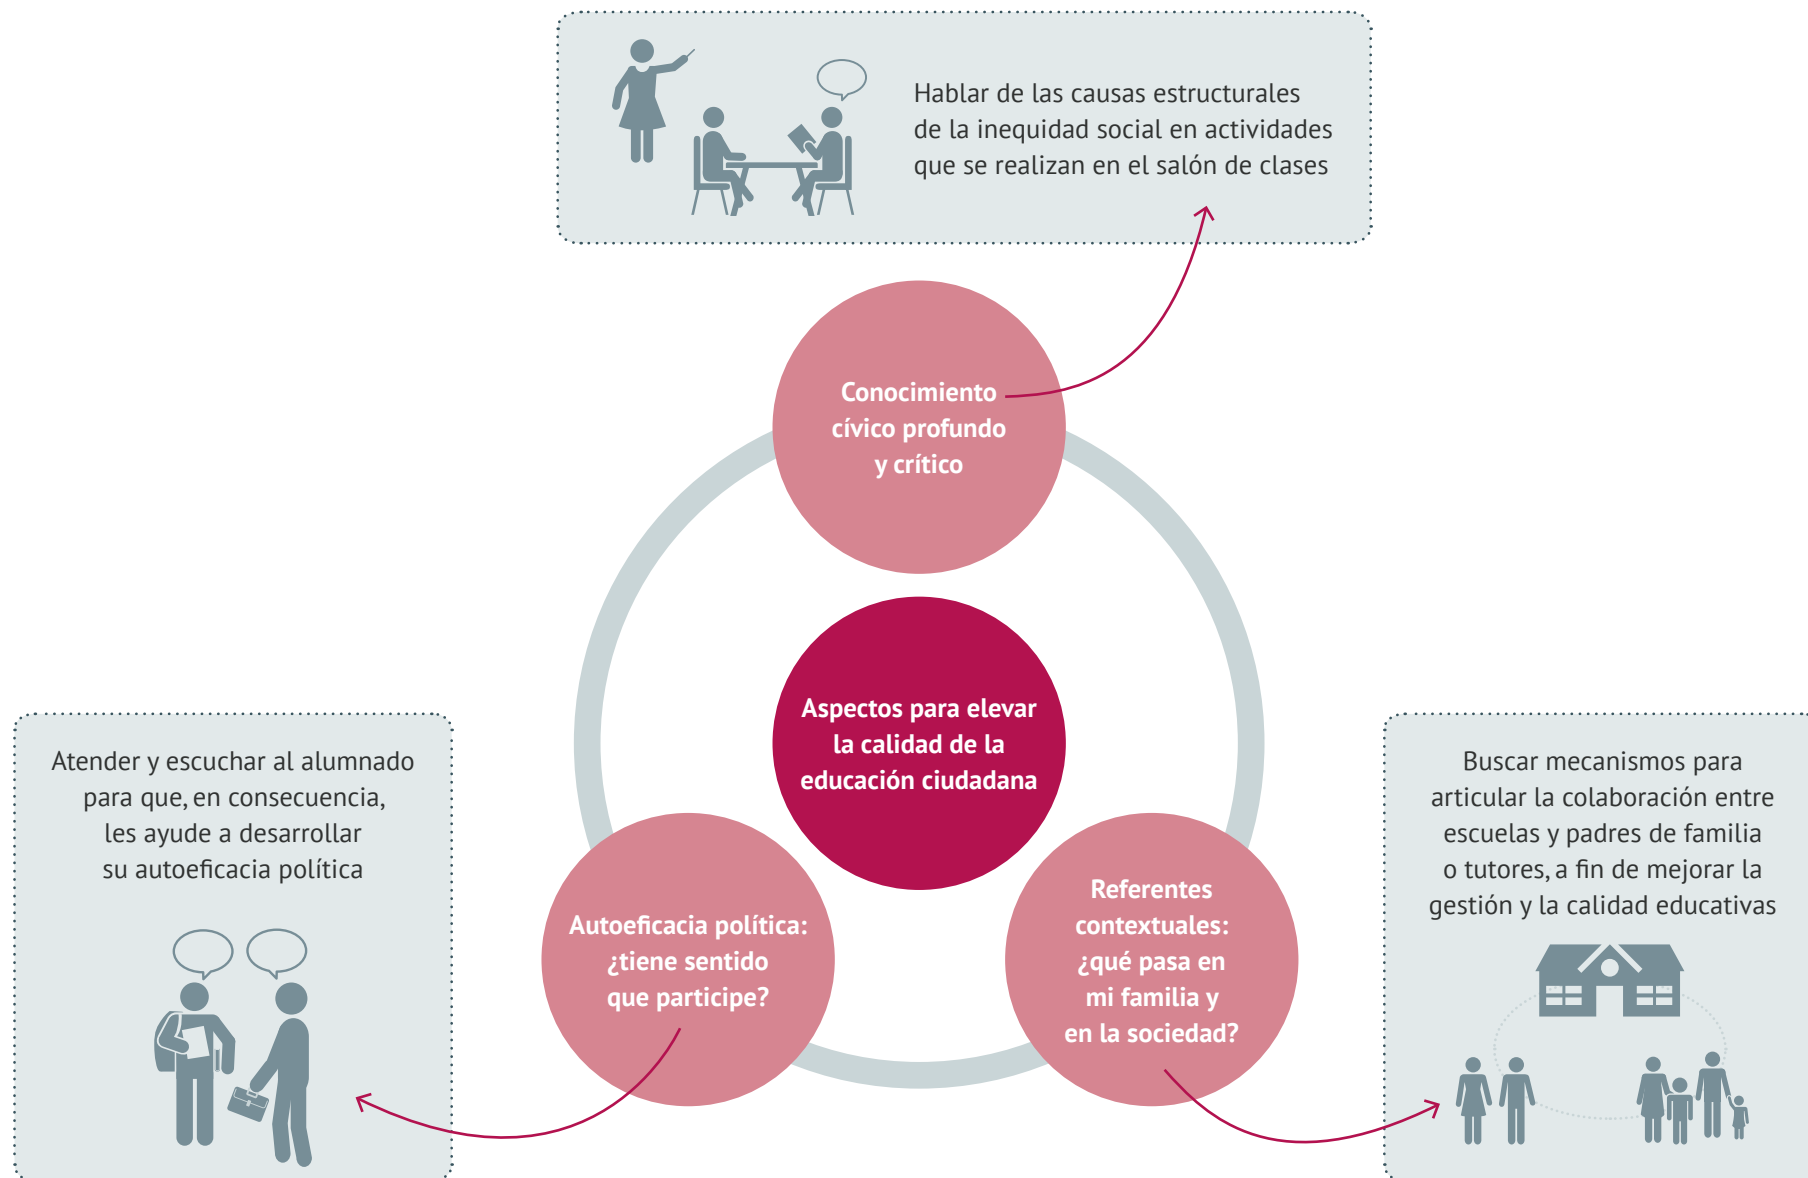 Hablar de las causas estructurales
de la inequidad social en actividades
que se realizan en el salón de clases
Conocimiento
cívico profundo
y crítico
Aspectos para elevar
la calidad de la
educación ciudadana
Atender y escuchar al alumnado
para que, en consecuencia,
les ayude a desarrollar
su autoeficacia política
Autoeficacia política:
¿tiene sentido
que participe?
Referentes
contextuales:
¿qué pasa en
mi familia y
en la sociedad?
Buscar mecanismos para
articular la colaboración entre
escuelas y padres de familia
o tutores, a fin de mejorar la
gestión y la calidad educativas